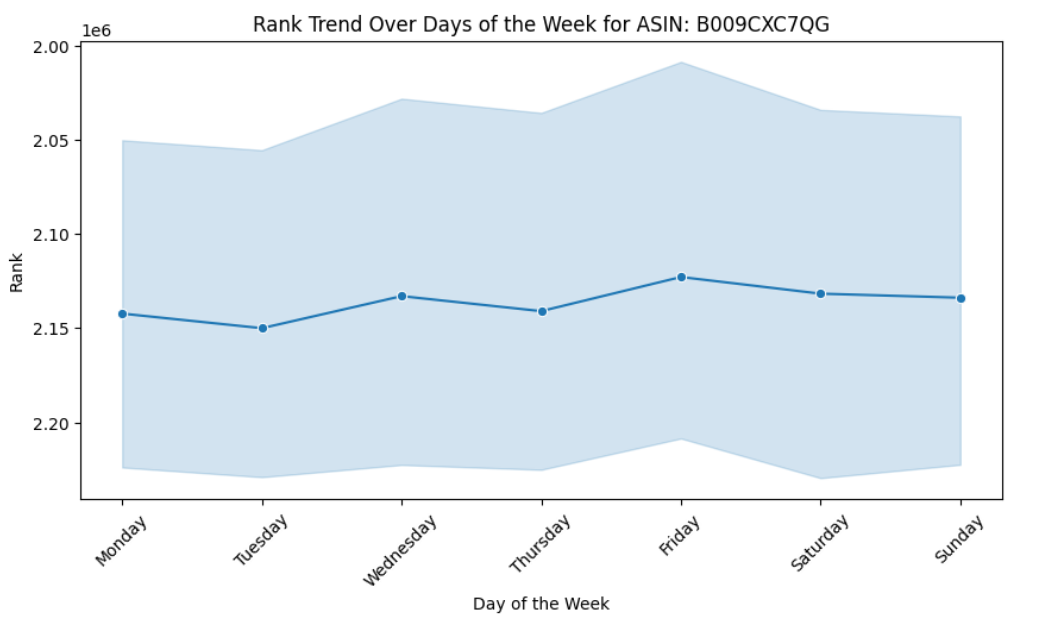 Rank Trend Over Days of the Week for ASIN: B009CXC7QG
1e6
2.00
2.05
2.10
2.15
2.20
Rank
Monday
Tuesday
Wednesday
Thursday
Friday
Saturday
Sunday
Day of the Week